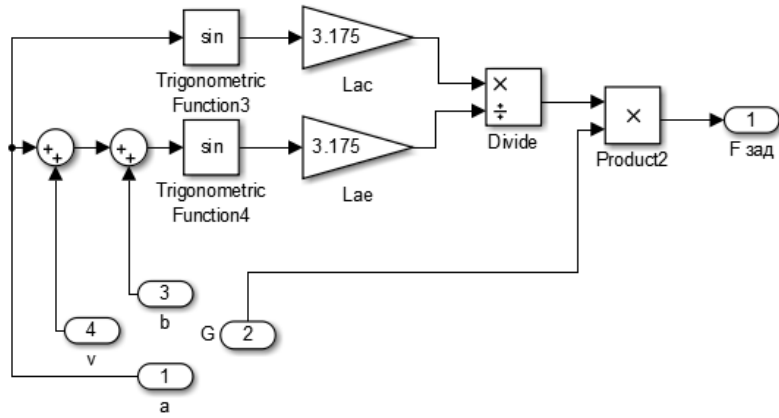 sin
3.175
Trigonometric
Function3
Lac
×
÷
Divide
×
Product2
1
F зад
+
+
+
+
sin
3.175
Trigonometric
Function4
Lae
3
b
4
v
G
2
1
a